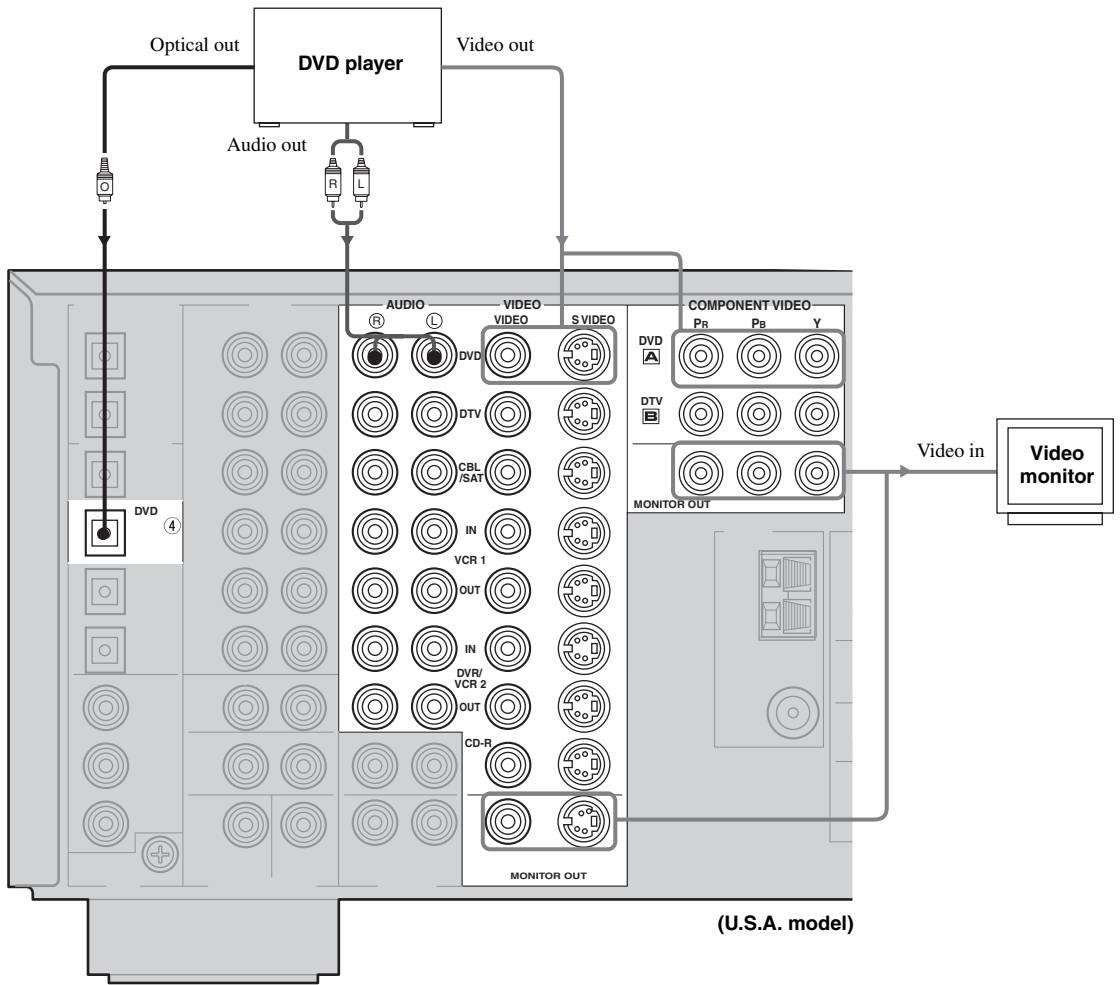 Optical out
DVD player
Video out
Audio out
O
R L
AUDIO
VIDEO
COMPONENT VIDEO
R L
VIDEO
S VIDEO
PR PB Y
DVD
DVD
A
DTV
DTV
B
CBL
/SAT
MONITOR OUT
Video in
Video
monitor
DVD
④
IN
VCR 1
OUT
IN
DVR/
VCR 2
OUT
CD-R
MONITOR OUT
(U.S.A. model)